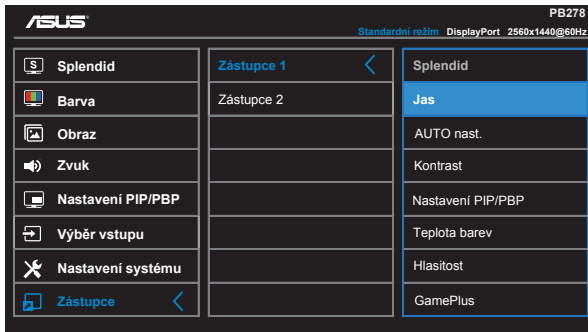 ASUS
PB278
Standardní režim DisplayPort 2560x1440@60Hz
S Splendid
Barva
Obraz
Zvuk
Nastavení PIP/PBP
Výběr vstupu
Nastavení systému
Zástupce
Zástupce 1
Zástupce 2
Splendid
Jas
AUTO nast.
Kontrast
Nastavení PIP/PBP
Teplota barev
Hlasitost
GamePlus